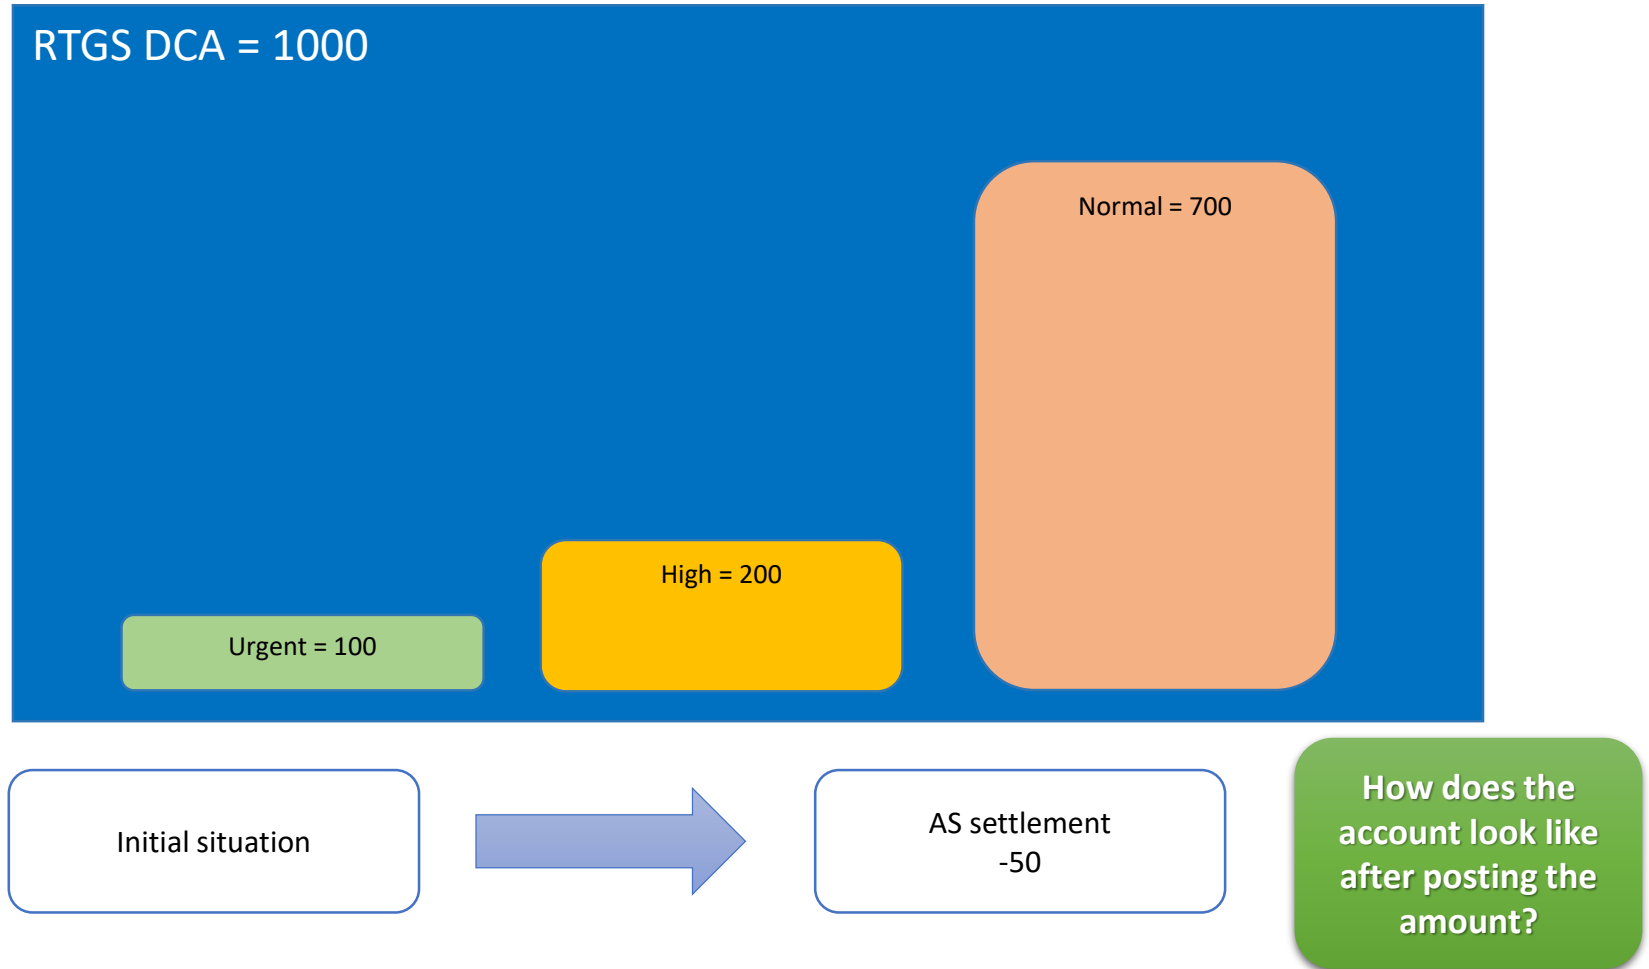 RTGS DCA = 1000
Normal = 700
High = 200
Urgent = 100
Initial situation
AS settlement
-50
How does the
account look like
after posting the
amount?